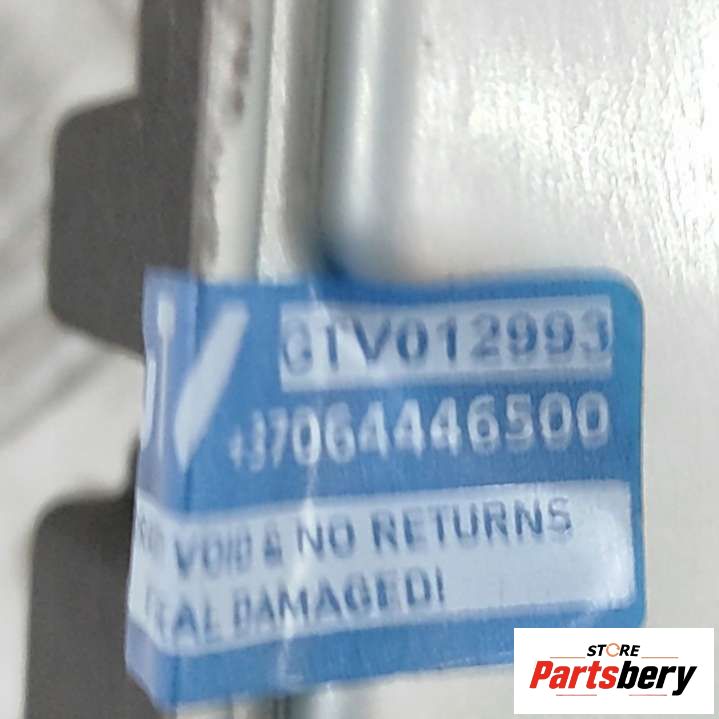 GTV012993
+37064446500
VOID & NO RETURNS
DAMAGED!
STORE
Partsbery